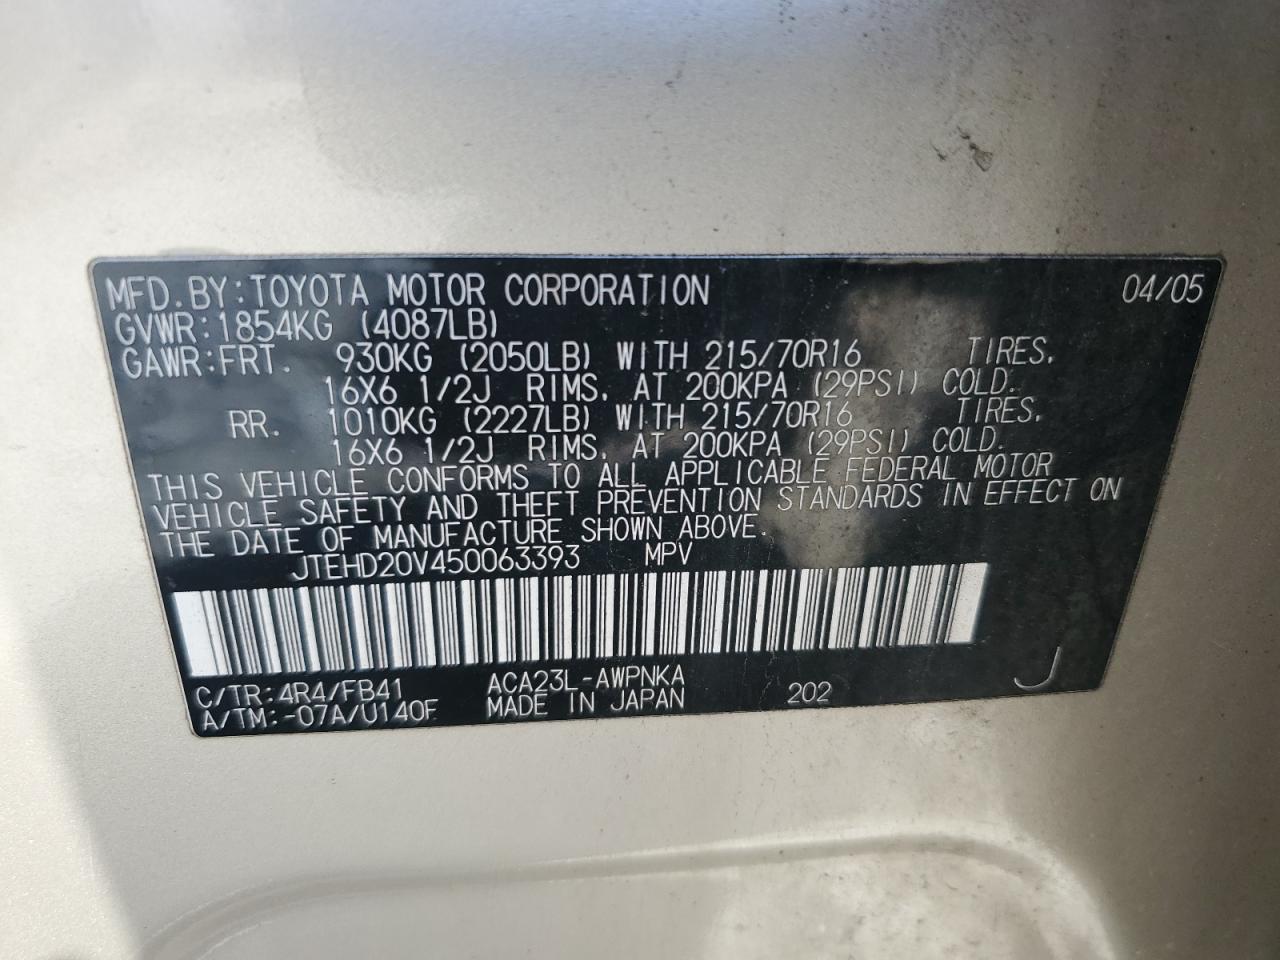 MFD.BY:TOYOTA MOTOR CORPORATION 04/05
GVWR:1854KG (4087LB)
GAWR:FRT. 930KG (2050LB) WITH 215/70R16 TIRES,
16X6 1/2J RIMS, AT 200KPA (29PSI) COLD.
RR. 1010KG (2227LB) WITH 215/70R16 TIRES,
16X6 1/2J RIMS, AT 200KPA (29PSI) COLD.
THIS VEHICLE CONFORMS TO ALL APPLICABLE FEDERAL MOTOR
VEHICLE SAFETY AND THEFT PREVENTION STANDARDS IN EFFECT ON
THE DATE OF MANUFACTURE SHOWN ABOVE.
JTEHD20V450063393 MPV
C/TR:4R4/FB41 ACA23L-AWPNKA
A/TM:-07A/U140F MADE IN JAPAN 202 J